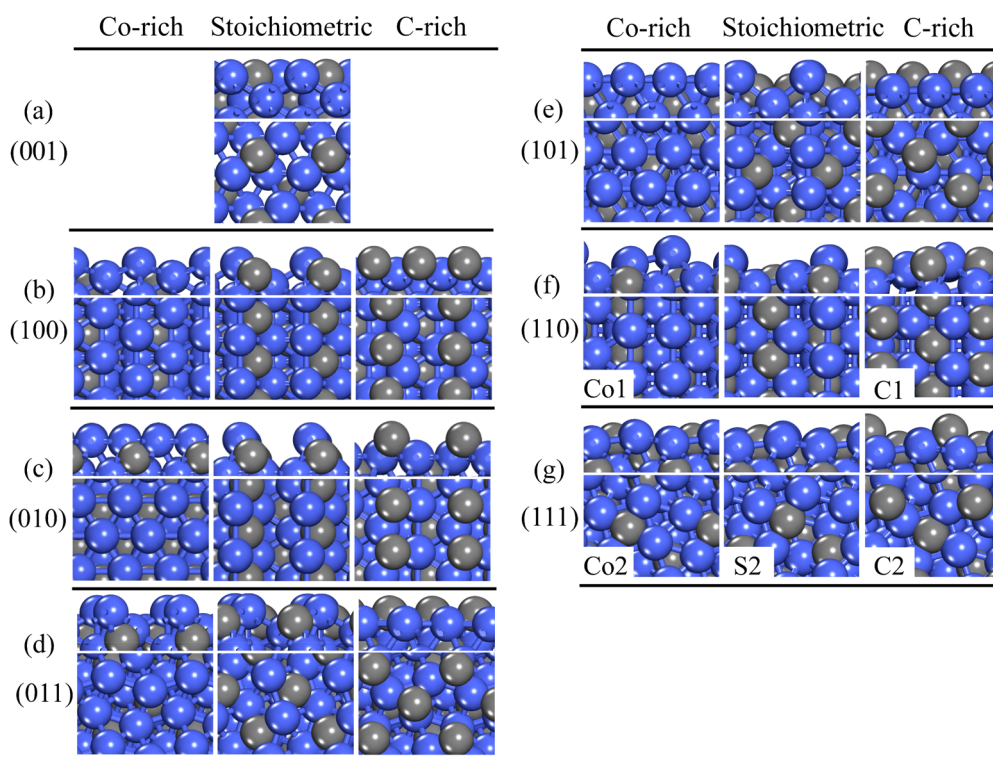 Co-rich Stoichiometric C-rich
(a)
(001)
(b)
(100)
(c)
(010)
(d)
(011)
Co-rich Stoichiometric C-rich
(e)
(101)
(f)
(110)
Co1 C1
(g)
(111)
Co2 S2 C2